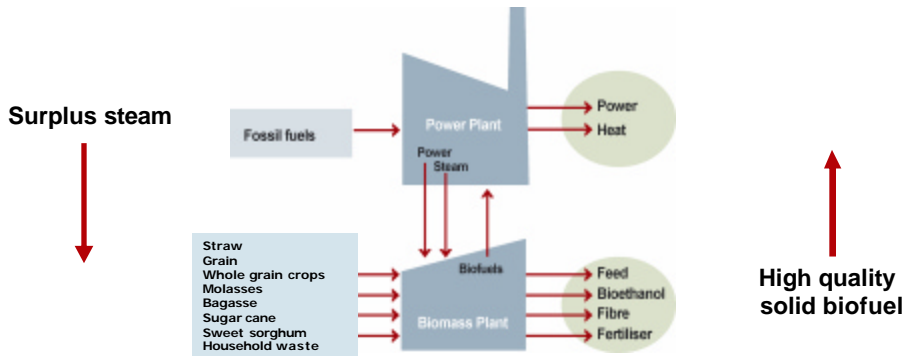 Surplus steam
Fossil fuels
Power Plant
Power
Steam
Power
Heat
Straw
Grain
Whole grain crops
Molasses
Bagasse
Sugar cane
Sweet sorghum
Household waste
Biofuels
Biomass Plant
Feed
Bioethanol
Fibre
Fertiliser
High quality
solid biofuel